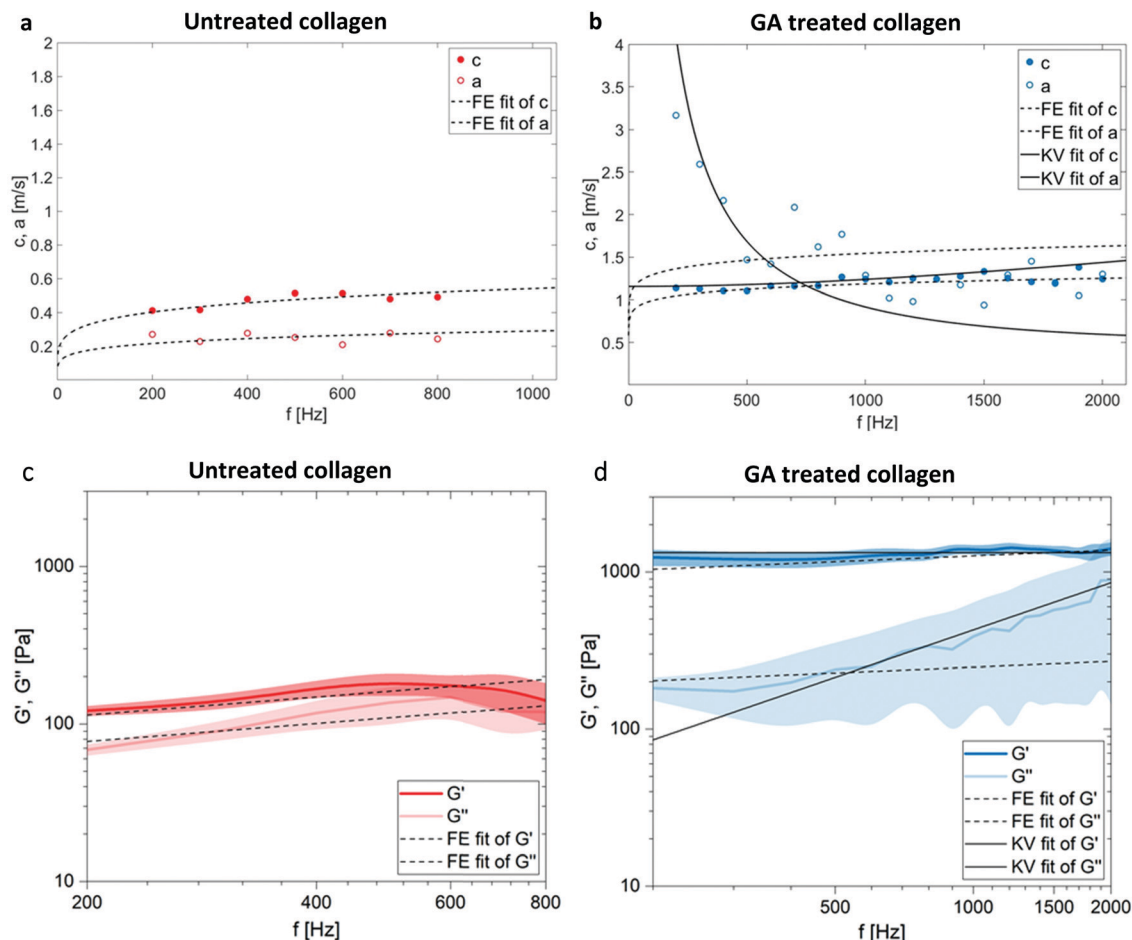 a Untreated collagen
2
1.8
1.6
1.4
1.2
1
0.8
0.6
0.4
0.2
c, a [m/s]
c
a
FE fit of c
FE fit of a
200 400 600 800 1000
f [Hz]
b GA treated collagen
4
3.5
3
2.5
2
1.5
1
0.5
c, a [m/s]
c
a
FE fit of c
FE fit of a
KV fit of c
KV fit of a
0 500 1000 1500 2000
f [Hz]
c Untreated collagen
1000
100
10
G', G" [Pa]
G'
G"
FE fit of G'
FE fit of G"
200 400 600 800
f [Hz]
d GA treated collagen
1000
100
10
G', G" [Pa]
G'
G"
FE fit of G'
FE fit of G"
KV fit of G'
KV fit of G"
500 1000 1500 2000
f [Hz]